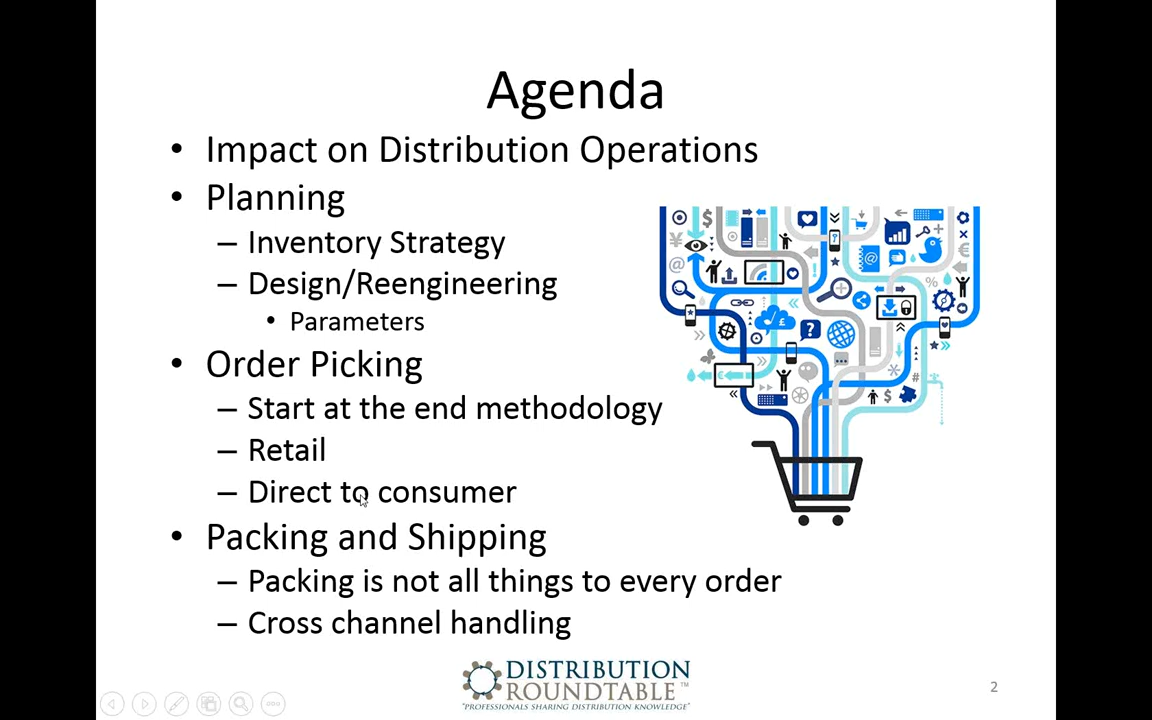 Agenda
• Impact on Distribution Operations
• Planning
– Inventory Strategy
– Design/Reengineering
• Parameters
• Order Picking
– Start at the end methodology
– Retail
– Direct to consumer
• Packing and Shipping
– Packing is not all things to every order
– Cross channel handling
DISTRIBUTION
ROUNDTABLE™
"PROFESSIONALS SHARING DISTRIBUTION KNOWLEDGE"
2